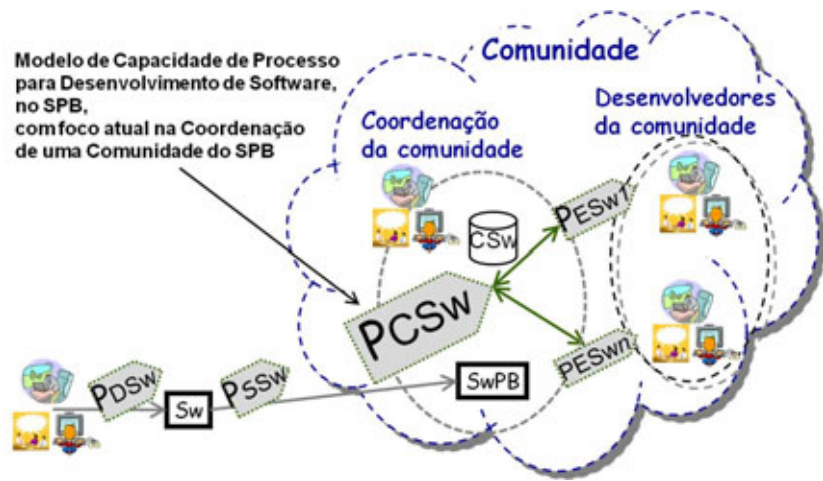 Modelo de Capacidade de Processo
para Desenvolvimento de Software,
no SPB,
com foco atual na Coordenação
de uma Comunidade do SPB
Comunidade
Coordenação
da comunidade
Desenvolvedores
da comunidade
CSw
PESw1
PCSw
PESwn
PDSw
Sw
PSSw
SwPB